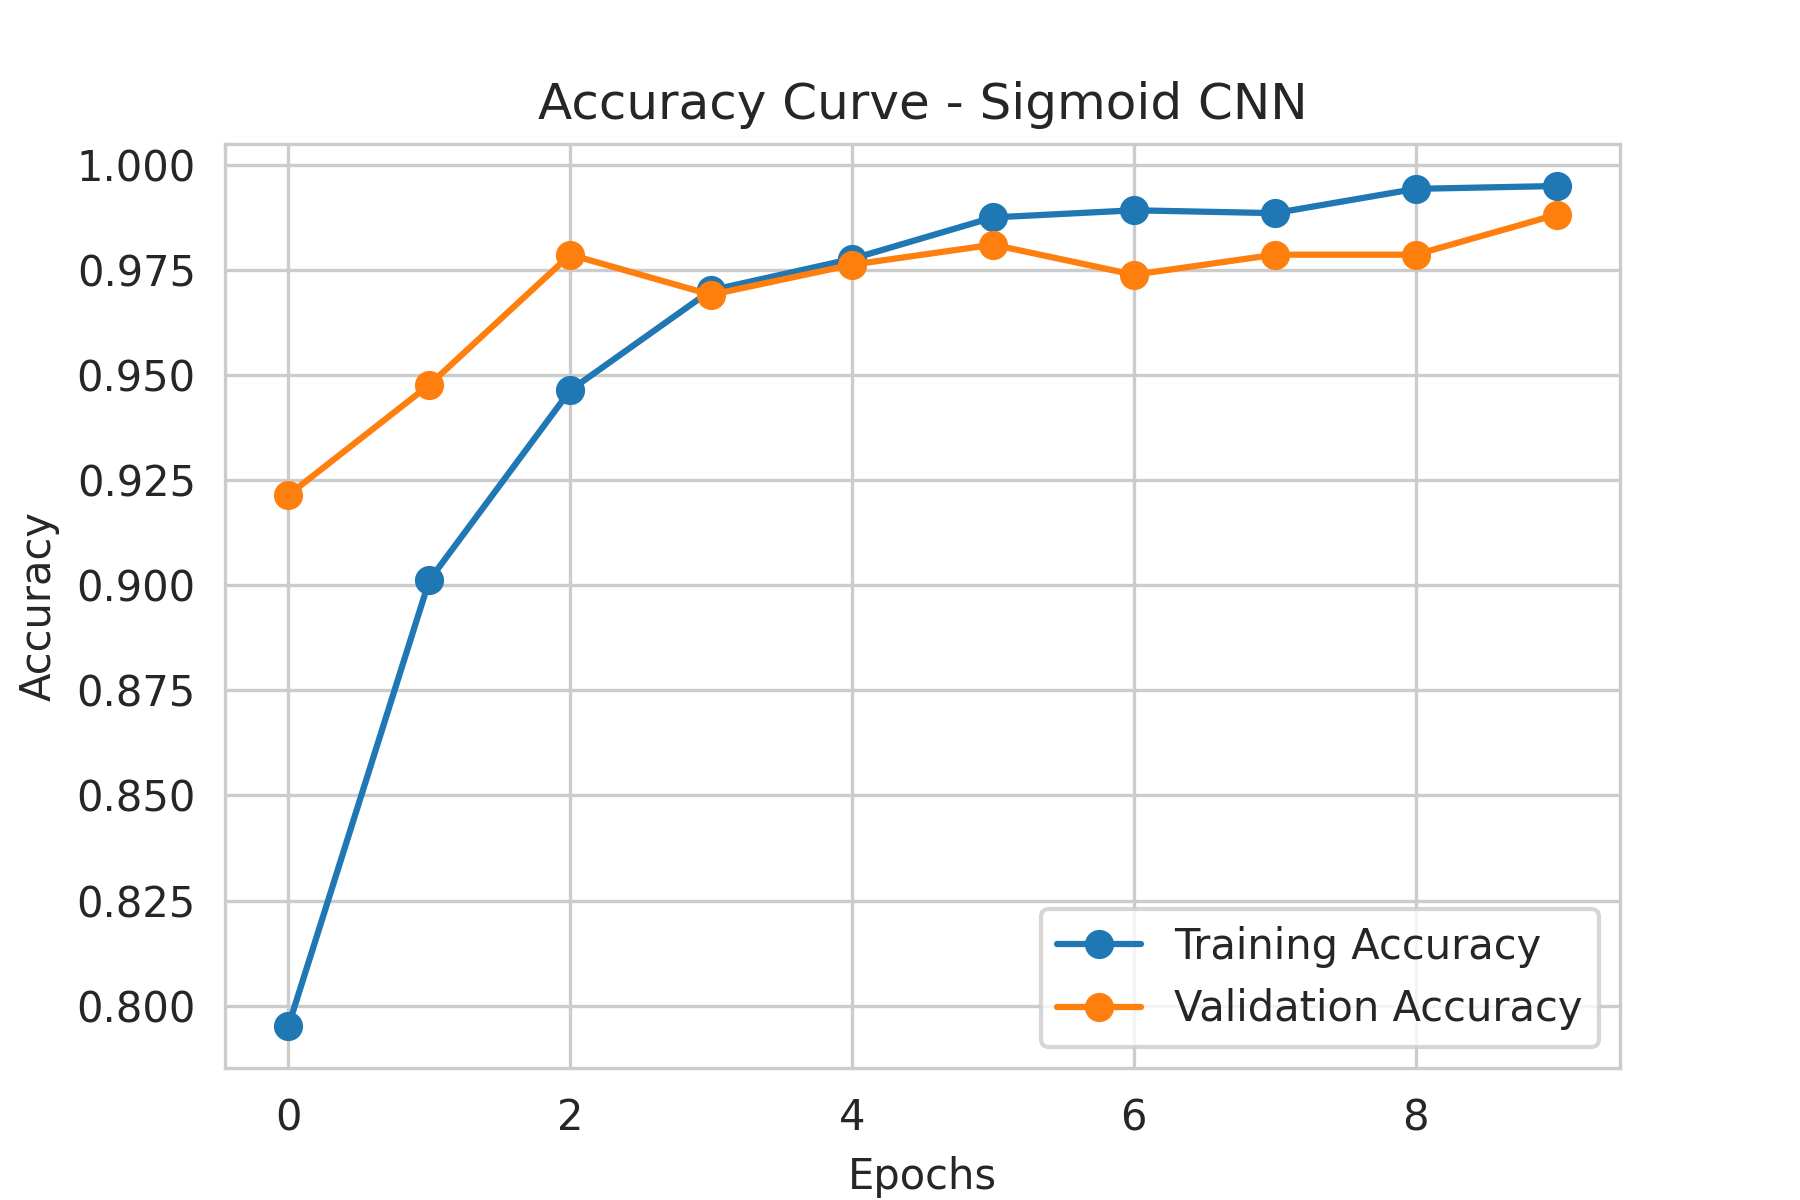 Accuracy Curve - Sigmoid CNN
1.000
0.975
0.950
0.925
0.900
0.875
0.850
0.825
0.800
Accuracy
Training Accuracy
Validation Accuracy
0 2 4 6 8
Epochs